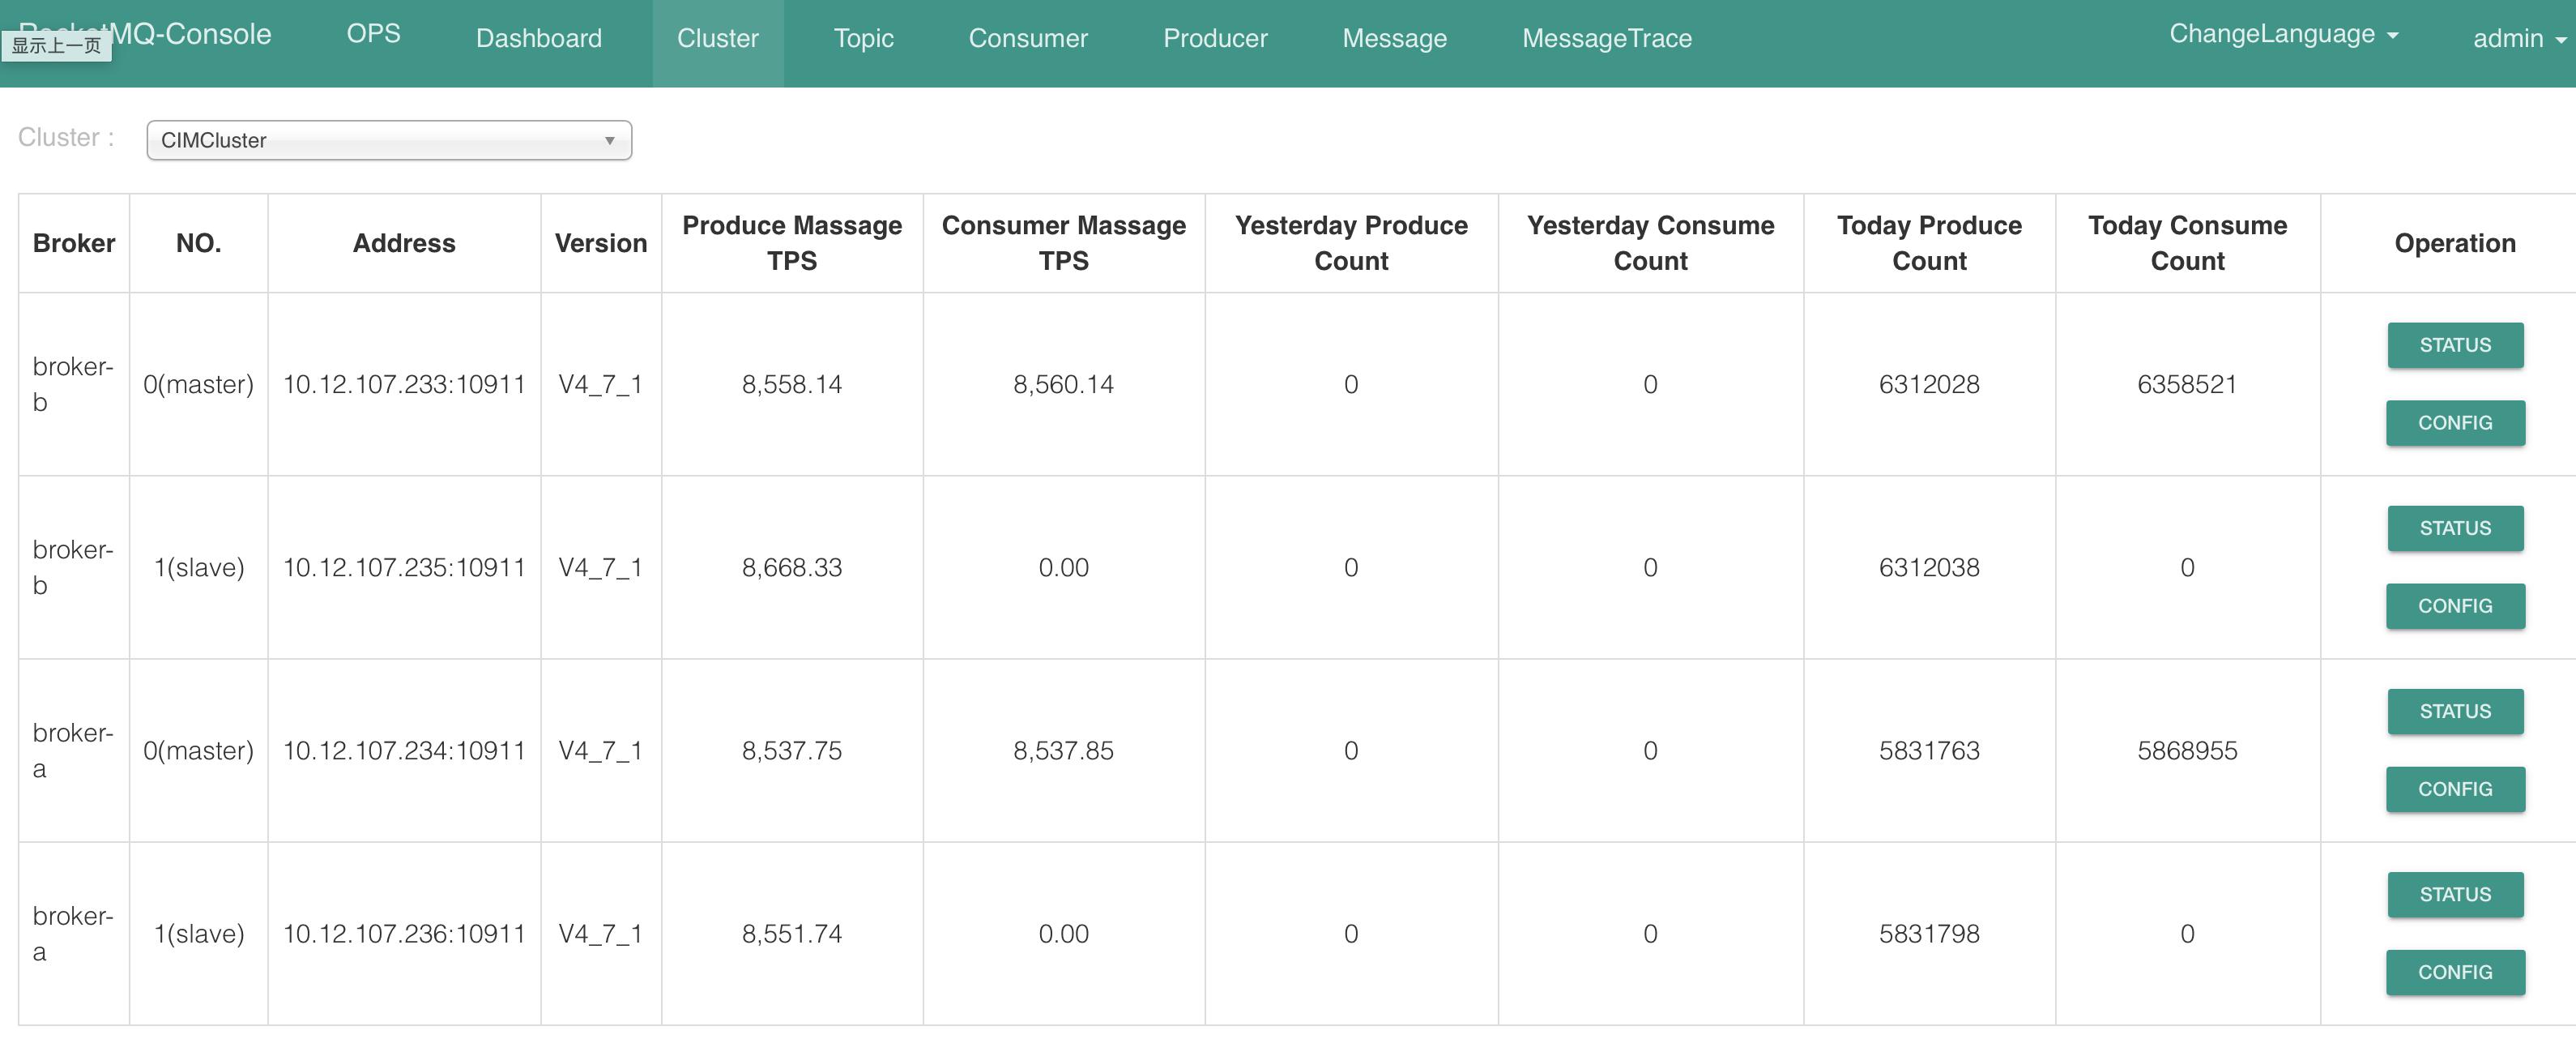 MQ-Console OPS Dashboard Cluster Topic Consumer Producer Message MessageTrace ChangeLanguage admin
显示上一页
Cluster : CIMCluster
Broker NO. Address Version Produce Massage TPS Consumer Massage TPS Yesterday Produce Count Yesterday Consume Count Today Produce Count Today Consume Count Operation
broker-b 0(master) 10.12.107.233:10911 V4_7_1 8,558.14 8,560.14 0 0 6312028 6358521 STATUS
CONFIG
broker-b 1(slave) 10.12.107.235:10911 V4_7_1 8,668.33 0.00 0 0 6312038 0 STATUS
CONFIG
broker-a 0(master) 10.12.107.234:10911 V4_7_1 8,537.75 8,537.85 0 0 5831763 5868955 STATUS
CONFIG
broker-a 1(slave) 10.12.107.236:10911 V4_7_1 8,551.74 0.00 0 0 5831798 0 STATUS
CONFIG